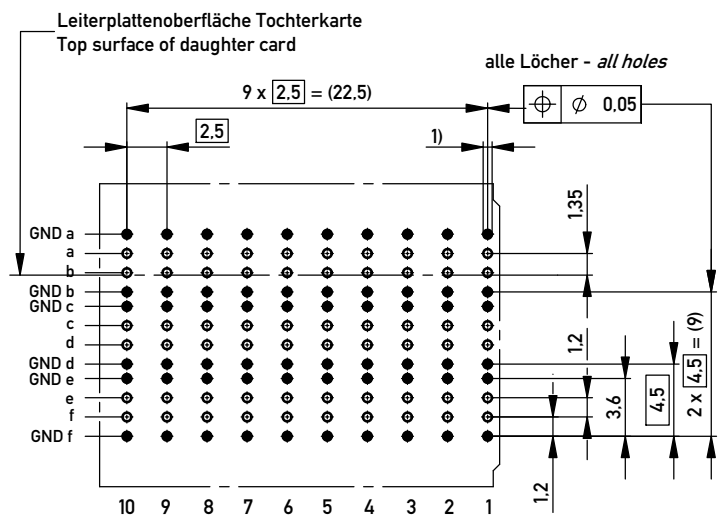 Leiterplattenoberfläche Tochterkarte
Top surface of daughter card
alle Löcher - all holes
9 x 2,5 = (22,5)
⌖ ⌀ 0,05
2,5
1)
1,35
GND a
a
b
GND b
GND c
c
d
GND d
GND e
e
f
GND f
1.2
3.6
4,5
2 x 4,5 = (9)
1.2
10 9 8 7 6 5 4 3 2 1